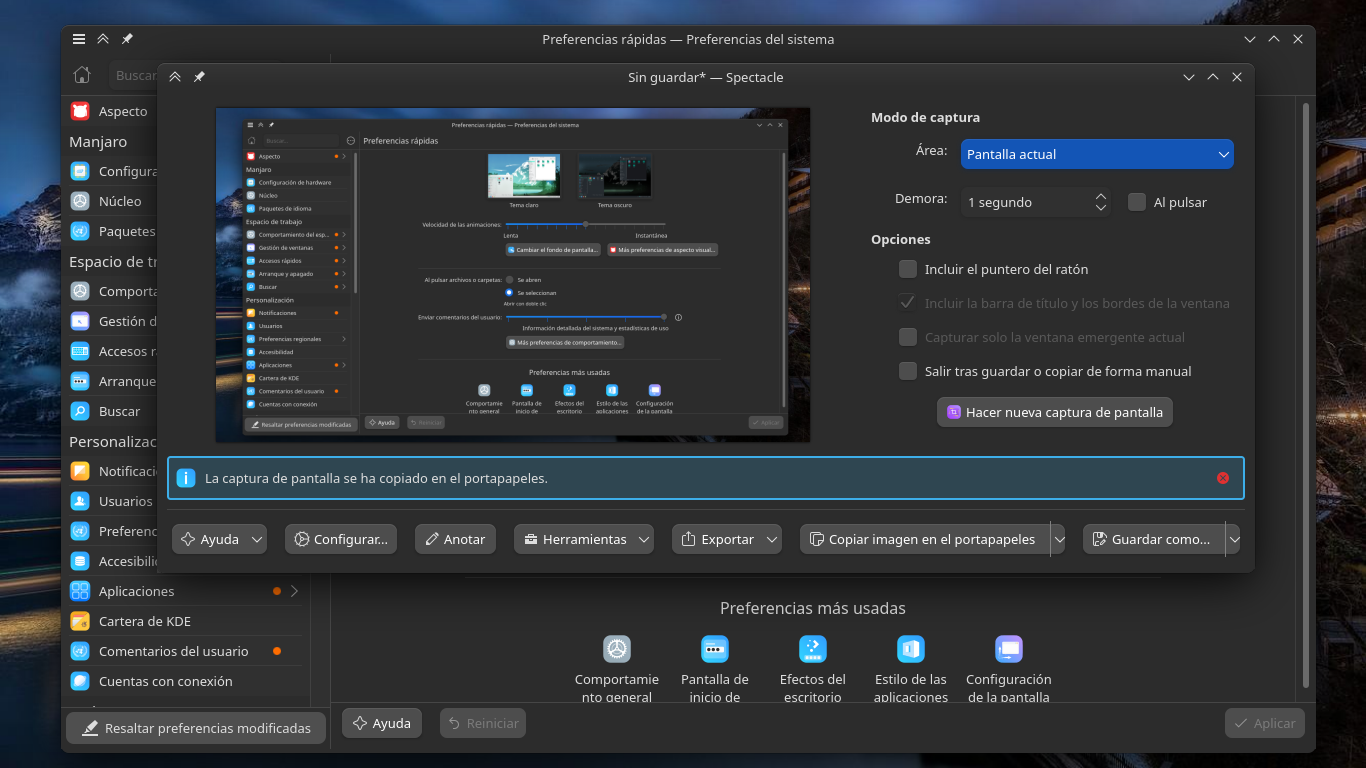 Preferencias rápidas — Preferencias del sistema
Buscar
Sin guardar* — Spectacle
Aspecto
Manjaro
Configura
Núcleo
Paquetes
Espacio de tr
Comporta
Gestión d
Accesos r
Arranque
Buscar
Personalizac
Notificaci
Usuarios
Preferenc
Accesibili
Aplicaciones
Cartera de KDE
Comentarios del usuario
Cuentas con conexión
Resaltar preferencias modificadas
Preferencias rápidas — Preferencias del sistema
Buscar...
Preferencias rápidas
Aspecto
Manjaro
Configuración de hardware
Núcleo
Paquetes de idioma
Espacio de trabajo
Comportamiento del esp...
Gestión de ventanas
Accesos rápidos
Arranque y apagado
Buscar
Personalización
Notificaciones
Usuarios
Preferencias regionales
Accesibilidad
Aplicaciones
Cartera de KDE
Comentarios del usuario
Cuentas con conexión
Resaltar preferencias modificadas
Tema claro
Tema oscuro
Velocidad de las animaciones:
Lenta
Instantánea
Cambiar el fondo de pantalla...
Más preferencias de aspecto visual...
Al pulsar archivos o carpetas:
Se abren
Se seleccionan
Abrir con doble clic
Enviar comentarios del usuario:
Información detallada del sistema y estadísticas de uso
Más preferencias de comportamiento...
Preferencias más usadas
Comportamie
nto general
Pantalla de
inicio de
Efectos del
escritorio
Estilo de las
aplicaciones
Configuración
de la pantalla
Ayuda
Reiniciar
Aplicar
Modo de captura
Área:
Pantalla actual
Demora:
1 segundo
Al pulsar
Opciones
Incluir el puntero del ratón
Incluir la barra de título y los bordes de la ventana
Capturar solo la ventana emergente actual
Salir tras guardar o copiar de forma manual
Hacer nueva captura de pantalla
La captura de pantalla se ha copiado en el portapapeles.
Ayuda
Configurar...
Anotar
Herramientas
Exportar
Copiar imagen en el portapapeles
Guardar como...
Preferencias más usadas
Comportamie
nto general
Pantalla de
inicio de
Efectos del
escritorio
Estilo de las
aplicaciones
Configuración
de la pantalla
Ayuda
Reiniciar
Aplicar